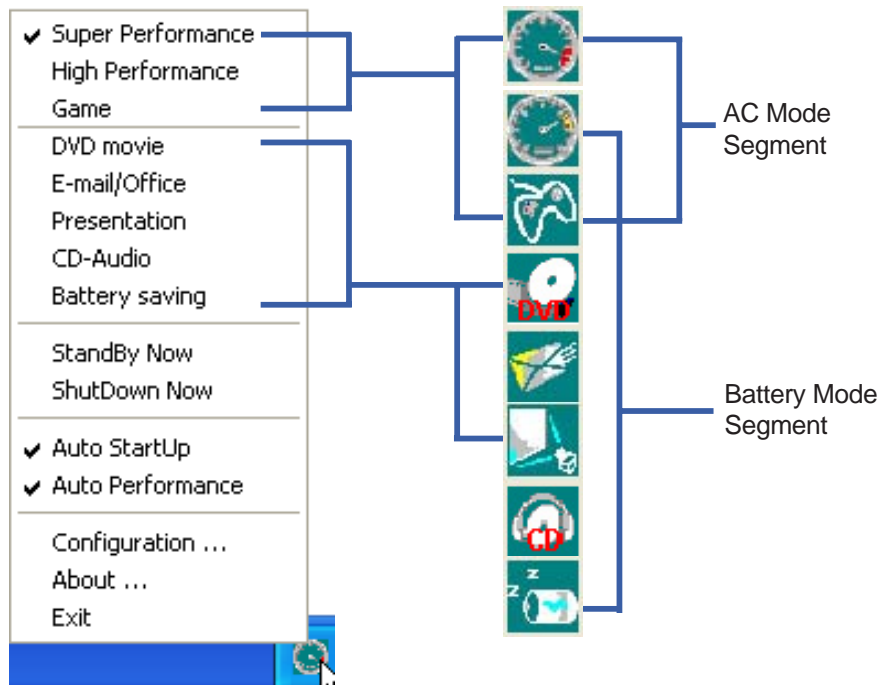 Super Performance
High Performance
Game
DVD movie
E-mail/Office
Presentation
CD-Audio
Battery saving
StandBy Now
ShutDown Now
Auto StartUp
Auto Performance
Configuration ...
About ...
Exit
DVD
CD
z
z
AC Mode
Segment
Battery Mode
Segment